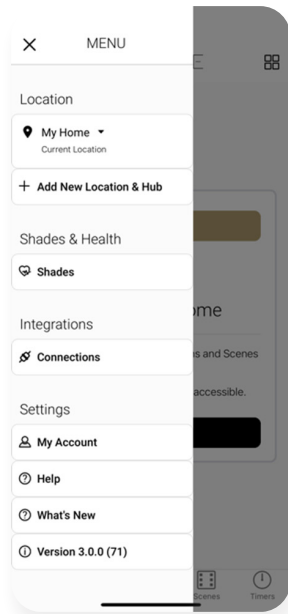 MENU
Location
My Home
Current Location
Add New Location & Hub
Shades & Health
Shades
Integrations
Connections
Settings
My Account
Help
What's New
Version 3.0.0 (71)
ome
s and Scenes
accessible.
Scenes
Timers